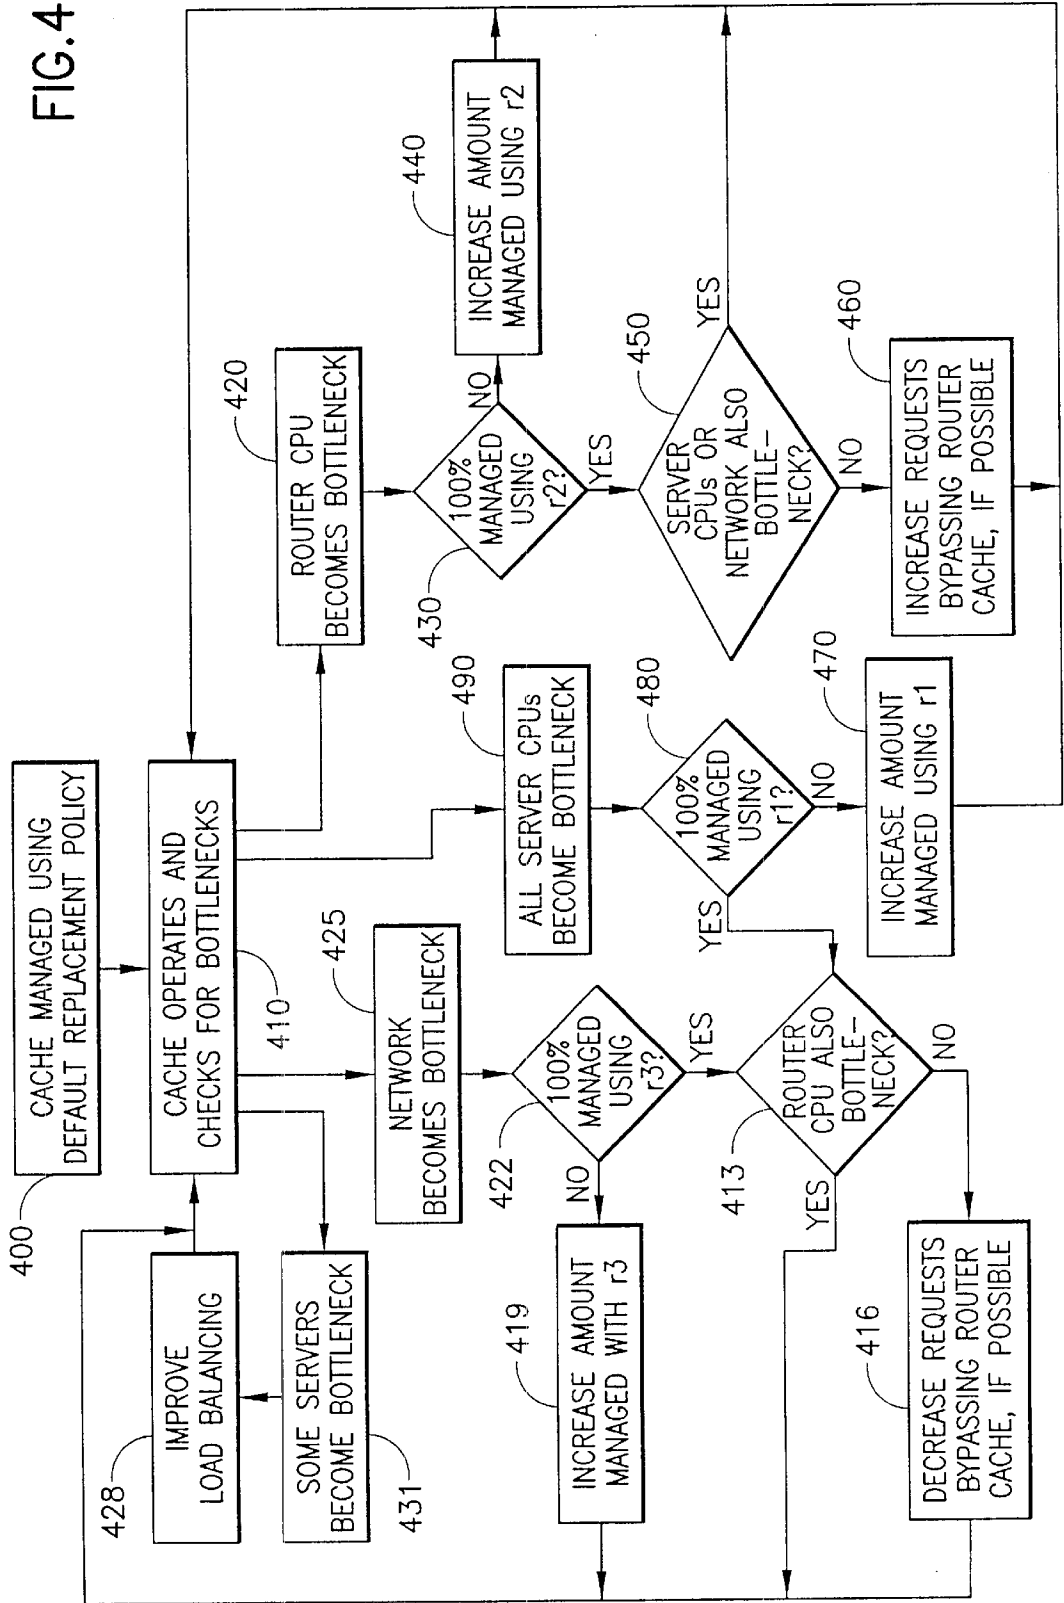 FIG.4
CACHE MANAGED USING
DEFAULT REPLACEMENT POLICY
400
CACHE OPERATES AND
CHECKS FOR BOTTLENECKS
410
IMPROVE
LOAD BALANCING
428
SOME SERVERS
BECOME BOTTLENECK
431
NETWORK
BECOMES BOTTLENECK
425
100%
MANAGED
USING
r3?
422
NO
YES
INCREASE AMOUNT
MANAGED WITH r3
419
ROUTER
CPU ALSO
BOTTLE-
NECK?
413
YES
NO
DECREASE REQUESTS
BYPASSING ROUTER
CACHE, IF POSSIBLE
416
ALL SERVER CPUs
BECOME BOTTLENECK
490
100%
MANAGED
USING
r1?
480
YES
NO
INCREASE AMOUNT
MANAGED USING r1
470
ROUTER CPU
BECOMES BOTTLENECK
420
100%
MANAGED
USING
r2?
430
NO
YES
INCREASE AMOUNT
MANAGED USING r2
440
SERVER
CPUs OR
NETWORK ALSO
BOTTLE-
NECK?
450
YES
NO
INCREASE REQUESTS
BYPASSING ROUTER
CACHE, IF POSSIBLE
460